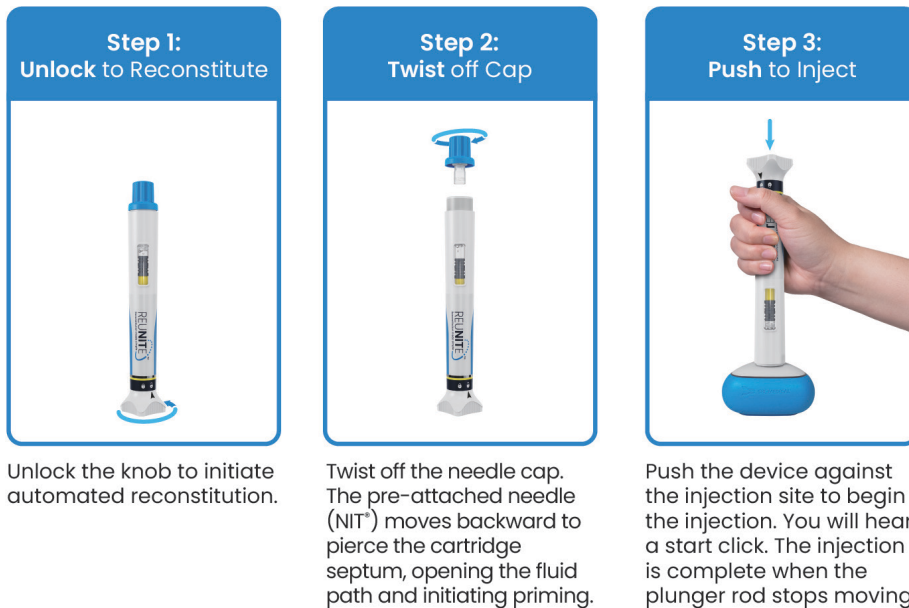 Step 1:
Unlock to Reconstitute
REUNITE
Unlock the knob to initiate
automated reconstitution.
Step 2:
Twist off Cap
REUNITE
Twist off the needle cap.
The pre-attached needle
(NIT®) moves backward to
pierce the cartridge
septum, opening the fluid
path and initiating priming.
Step 3:
Push to Inject
Push the device against
the injection site to begin
the injection. You will hear
a start click. The injection
is complete when the
plunger rod stops moving